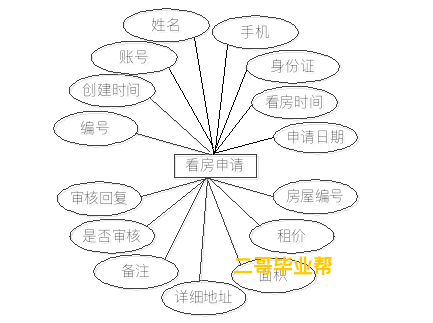 姓名
手机
账号
身份证
创建时间
看房时间
编号
申请日期
看房申请
审核回复
房屋编号
是否审核
租价
备注
二哥毕业帮
面积
详细地址